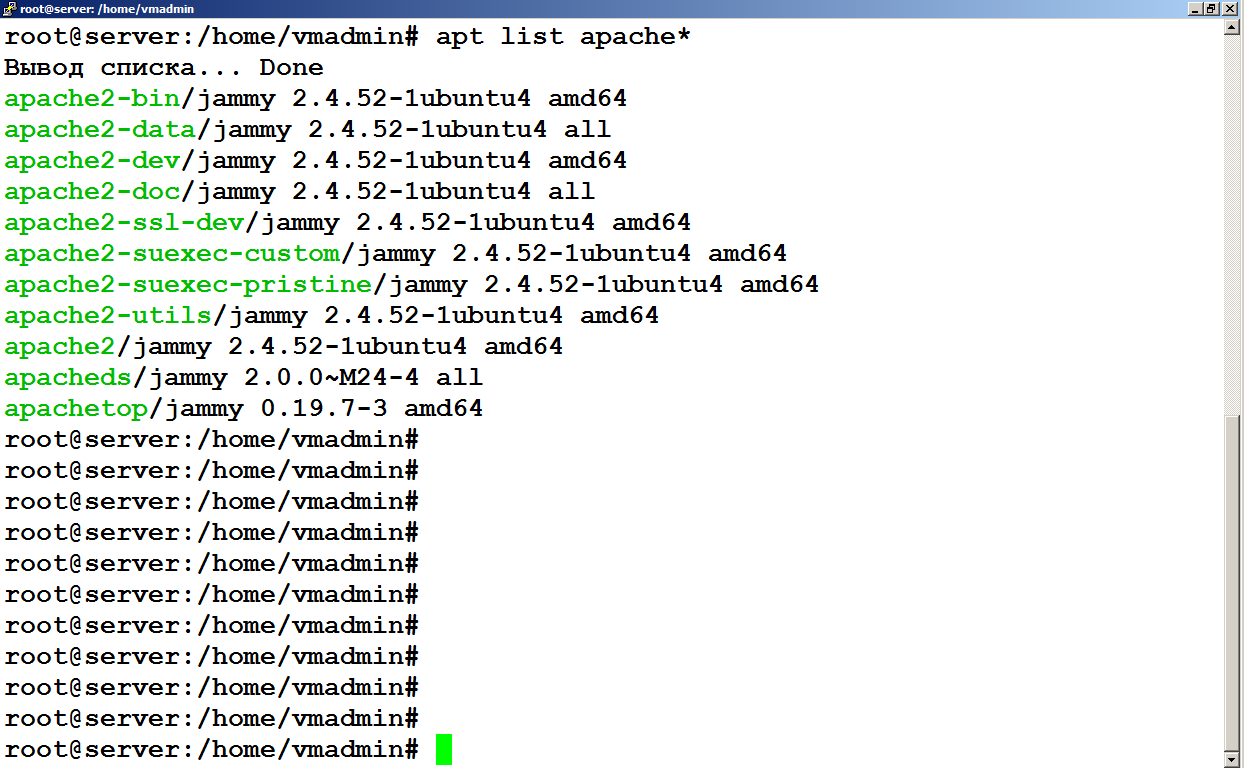 root@server: /home/vmadmin
root@server:/home/vmadmin# apt list apache*
Вывод списка... Done
apache2-bin/jammy 2.4.52-1ubuntu4 amd64
apache2-data/jammy 2.4.52-1ubuntu4 all
apache2-dev/jammy 2.4.52-1ubuntu4 amd64
apache2-doc/jammy 2.4.52-1ubuntu4 all
apache2-ssl-dev/jammy 2.4.52-1ubuntu4 amd64
apache2-suexec-custom/jammy 2.4.52-1ubuntu4 amd64
apache2-suexec-pristine/jammy 2.4.52-1ubuntu4 amd64
apache2-utils/jammy 2.4.52-1ubuntu4 amd64
apache2/jammy 2.4.52-1ubuntu4 amd64
apacheds/jammy 2.0.0~M24-4 all
apachetop/jammy 0.19.7-3 amd64
root@server:/home/vmadmin#
root@server:/home/vmadmin#
root@server:/home/vmadmin#
root@server:/home/vmadmin#
root@server:/home/vmadmin#
root@server:/home/vmadmin#
root@server:/home/vmadmin#
root@server:/home/vmadmin#
root@server:/home/vmadmin#
root@server:/home/vmadmin#
root@server:/home/vmadmin#